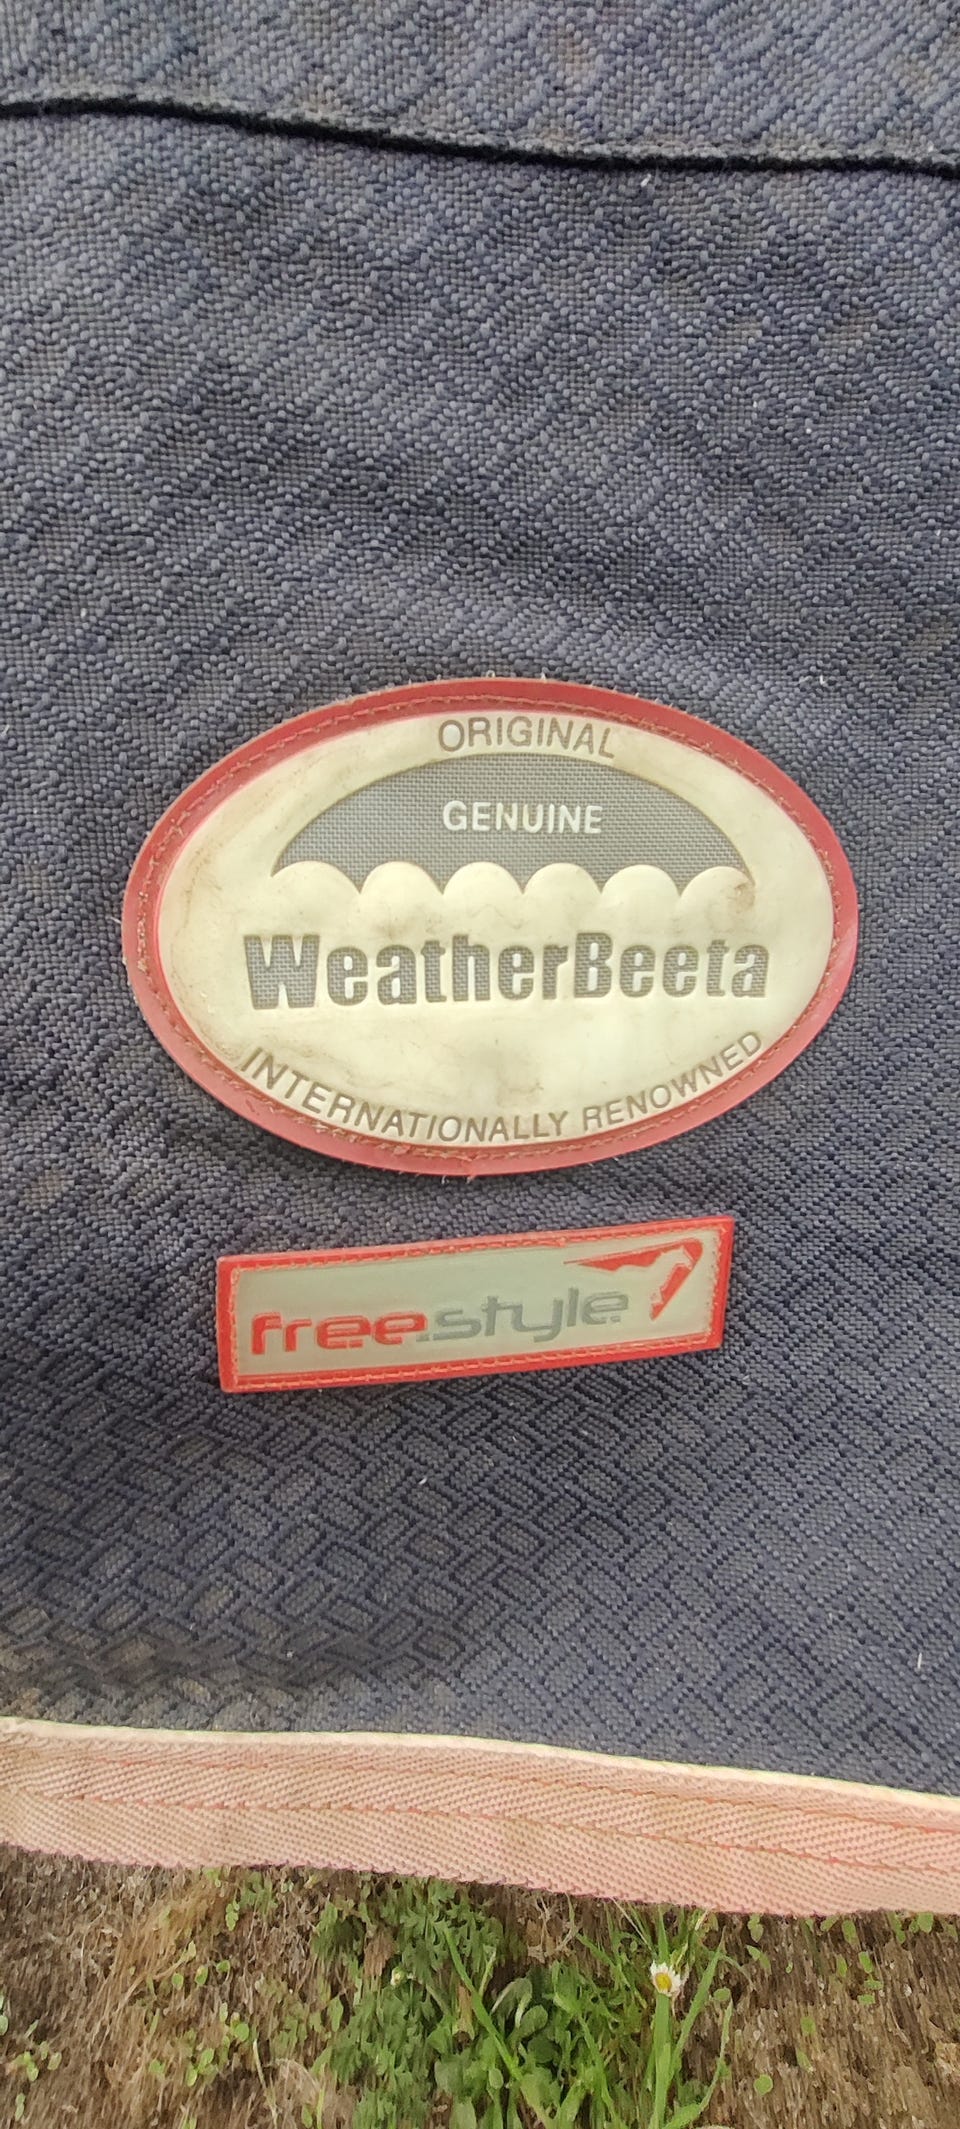 ORIGINAL
GENUINE
WeatherBeeta
INTERNATIONALLY RENOWNED
free.style